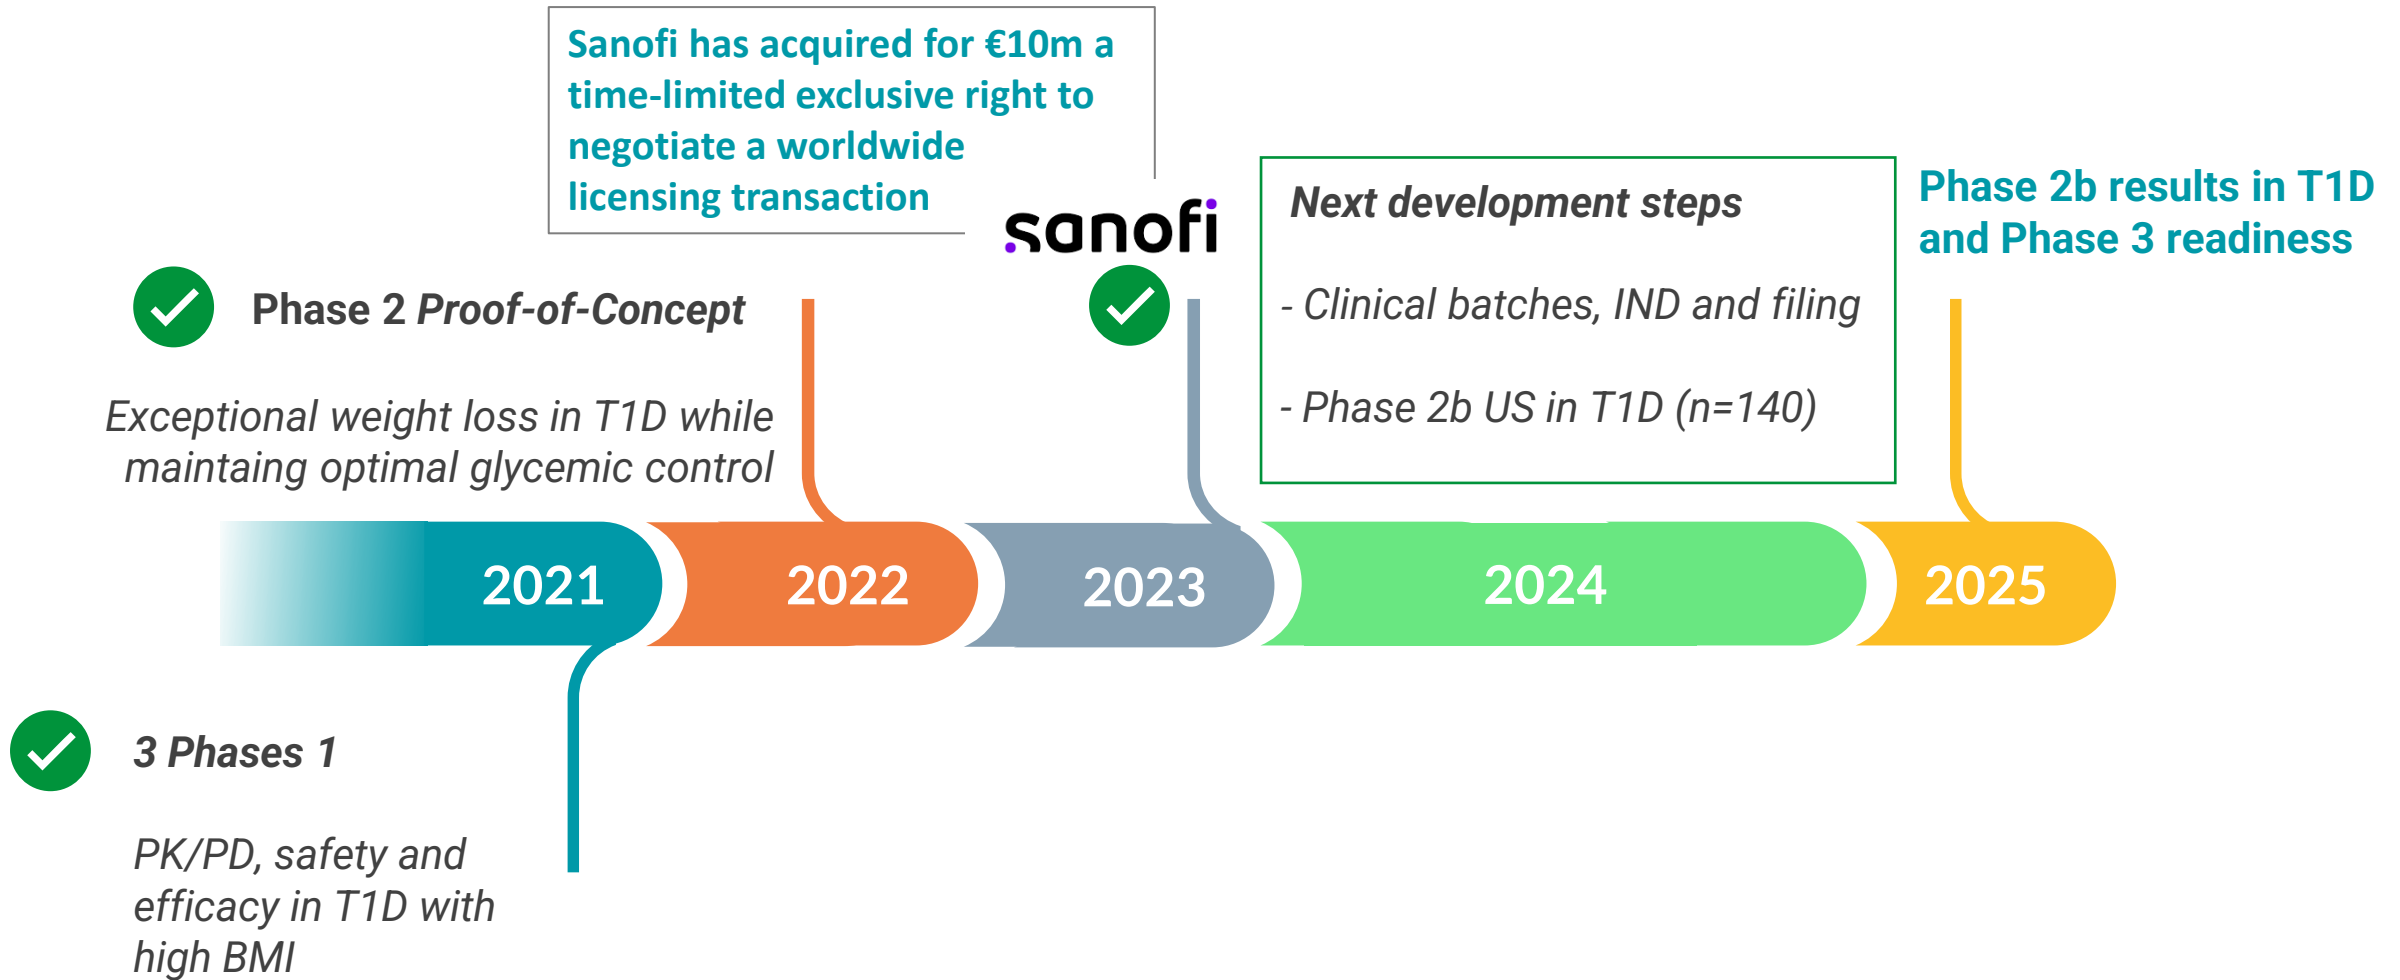 Sanofi has acquired for €10m a
time-limited exclusive right to
negotiate a worldwide
licensing transaction
sanofi
Next development steps
- Clinical batches, IND and filing
- Phase 2b US in T1D (n=140)
Phase 2b results in T1D
and Phase 3 readiness
Phase 2 Proof-of-Concept
Exceptional weight loss in T1D while
maintaing optimal glycemic control
2021
2022
2023
2024
2025
3 Phases 1
PK/PD, safety and
efficacy in T1D with
high BMI